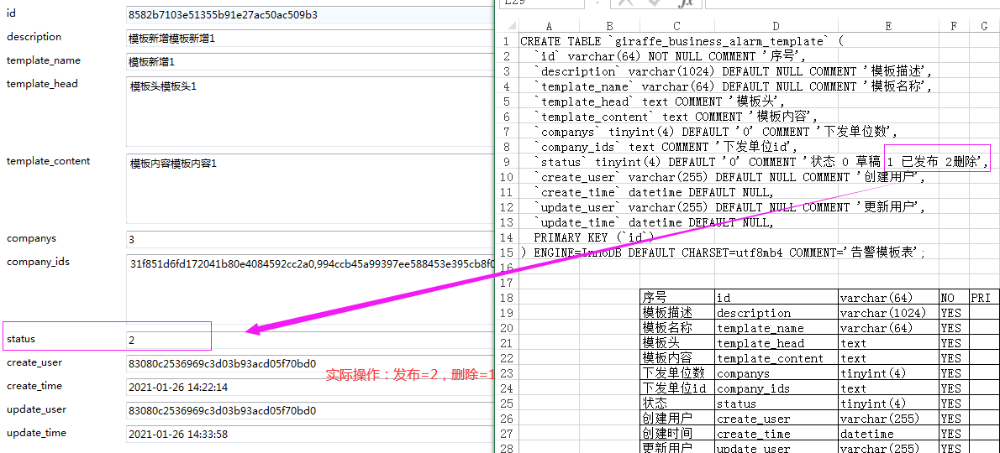 id
8582b7103e51355b91e27ac50ac509b3
description
模板新增模板新增1
template_name
模板新增1
template_head
模板头模板头1
template_content
模板内容模板内容1
companys
3
company_ids
31f851d6fd172041b80e4084592cc2a0,994ccb45a99397ee588453e395cb8f0
status
2
create_user
83080c2536969c3d03b93acd05f70bd0
create_time
2021-01-26 14:22:14
update_user
83080c2536969c3d03b93acd05f70bd0
update_time
2021-01-26 14:33:58
实际操作：发布=2，删除=1
fx
A B C D E F G
1 CREATE TABLE `giraffe_business_alarm_template` (
2 `id` varchar(64) NOT NULL COMMENT '序号',
3 `description` varchar(1024) DEFAULT NULL COMMENT '模板描述',
4 `template_name` varchar(64) DEFAULT NULL COMMENT '模板名称',
5 `template_head` text COMMENT '模板头',
6 `template_content` text COMMENT '模板内容',
7 `companys` tinyint(4) DEFAULT '0' COMMENT '下发单位数',
8 `company_ids` text COMMENT '下发单位id',
9 `status` tinyint(4) DEFAULT '0' COMMENT '状态 0 草稿 1 已发布 2删除',
10 `create_user` varchar(255) DEFAULT NULL COMMENT '创建用户',
11 `create_time` datetime DEFAULT NULL,
12 `update_user` varchar(255) DEFAULT NULL COMMENT '更新用户',
13 `update_time` datetime DEFAULT NULL,
14 PRIMARY KEY (`id`)
15 ) ENGINE=InnoDB DEFAULT CHARSET=utf8mb4 COMMENT='告警模板表';
16
17
18 序号 id varchar(64) NO PRI
19 模板描述 description varchar(1024) YES
20 模板名称 template_name varchar(64) YES
21 模板头 template_head text YES
22 模板内容 template_content text YES
23 下发单位数 companys tinyint(4) YES
24 下发单位id company_ids text YES
25 状态 status tinyint(4) YES
26 创建用户 create_user varchar(255) YES
27 创建时间 create_time datetime YES
28 更新用户 update_user varchar(255) YES